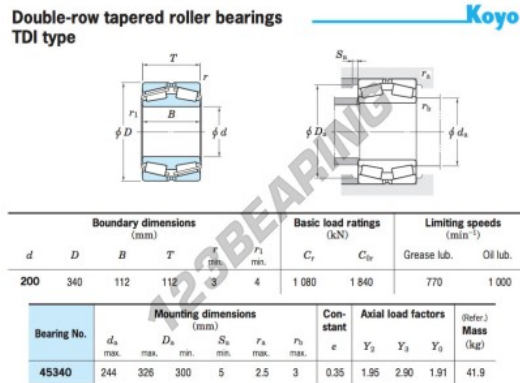 Double-row tapered roller bearings
TDI type
Koyo
T
r
r1
B
φ D
φ d
Sa
ra
rb
φ Da
φ da
123BEARING
Boundary dimensions
(mm)
Basic load ratings
(kN)
Limiting speeds
(min⁻¹)
d D B T r min. r1 min. Cr C0r Grease lub. Oil lub.
200 340 112 112 3 4 1 080 1 840 770 1 000
Bearing No.
Mounting dimensions
(mm)
Con-
stant
Axial load factors
(Refer.)
Mass
(kg)
da max. Da max. min. Sa min. ra max. rb max. e Y2 Y3 Y0
45340 244 326 300 5 2.5 3 0.35 1.95 2.90 1.91 41.9